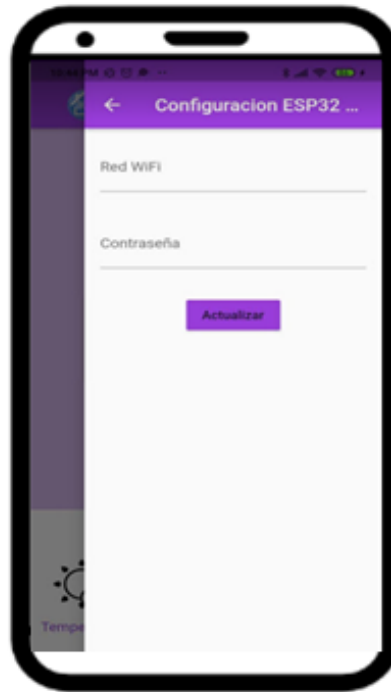 Configuracion ESP32 ...
Red WiFi
Contraseña
Actualizar
Tempe